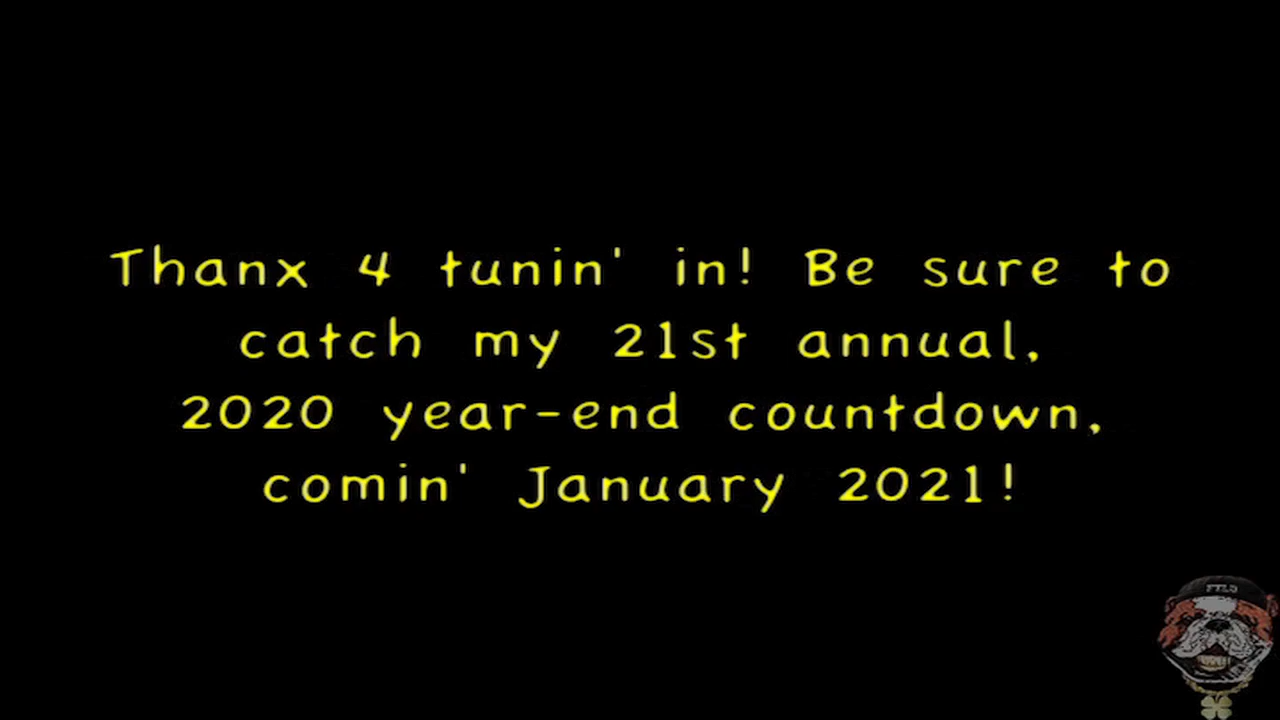 Thanx 4 tunin' in! Be sure to
catch my 21st annual,
2020 year-end countdown,
comin' January 2021!